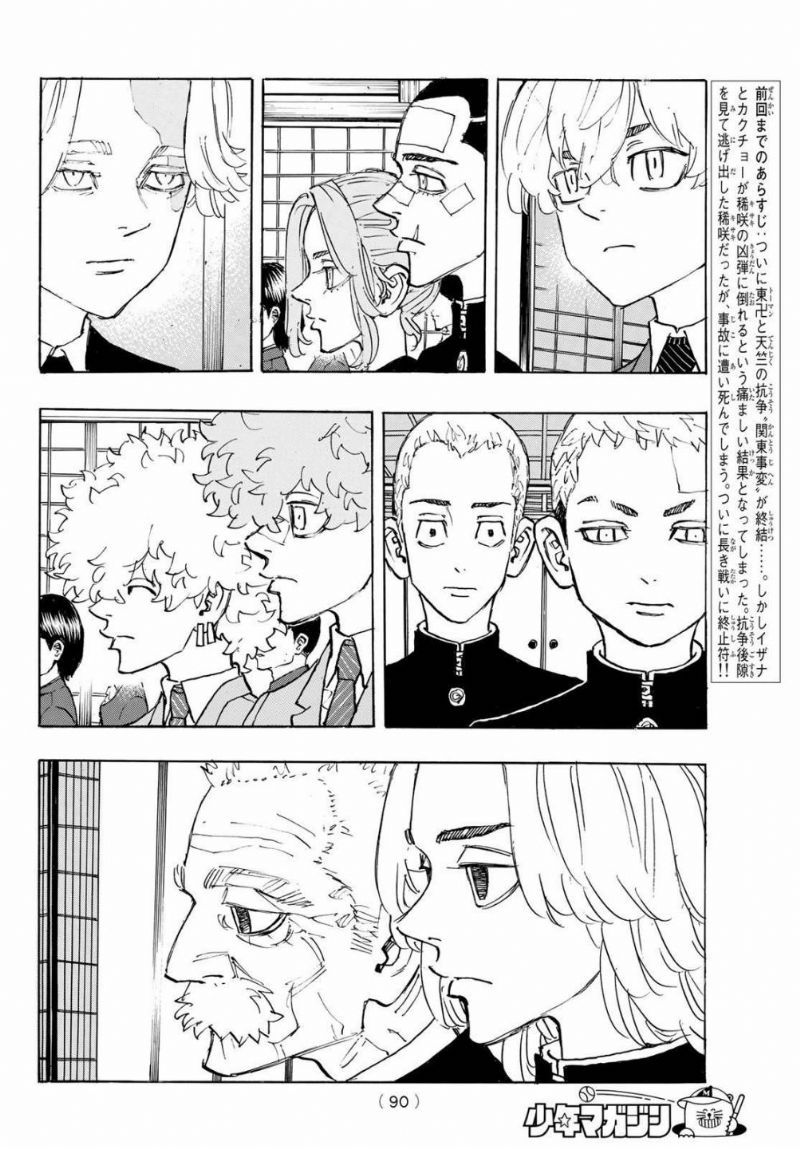 前回までのあらすじ：ついに東卍と天竺の抗争〝関東事変〟が終結……。しかしイザナ
とカクチョーが稀咲の凶弾に倒れるという痛ましい結果となってしまった。抗争後隙
を見て逃げ出した稀咲だったが、事故に遭い死んでしまう。ついに長き戦いに終止符!!
(90)
少年マガジン